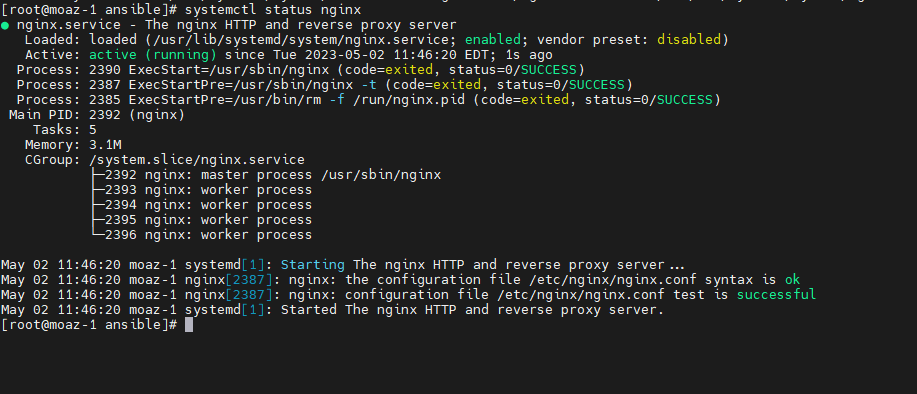 [root@moaz-1 ansible]# systemctl status nginx
● nginx.service - The nginx HTTP and reverse proxy server
   Loaded: loaded (/usr/lib/systemd/system/nginx.service; enabled; vendor preset: disabled)
   Active: active (running) since Tue 2023-05-02 11:46:20 EDT; 1s ago
  Process: 2390 ExecStart=/usr/sbin/nginx (code=exited, status=0/SUCCESS)
  Process: 2387 ExecStartPre=/usr/sbin/nginx -t (code=exited, status=0/SUCCESS)
  Process: 2385 ExecStartPre=/usr/bin/rm -f /run/nginx.pid (code=exited, status=0/SUCCESS)
 Main PID: 2392 (nginx)
    Tasks: 5
   Memory: 3.1M
   CGroup: /system.slice/nginx.service
           ├─2392 nginx: master process /usr/sbin/nginx
           ├─2393 nginx: worker process
           ├─2394 nginx: worker process
           ├─2395 nginx: worker process
           └─2396 nginx: worker process
May 02 11:46:20 moaz-1 systemd[1]: Starting The nginx HTTP and reverse proxy server...
May 02 11:46:20 moaz-1 nginx[2387]: nginx: the configuration file /etc/nginx/nginx.conf syntax is ok
May 02 11:46:20 moaz-1 nginx[2387]: nginx: configuration file /etc/nginx/nginx.conf test is successful
May 02 11:46:20 moaz-1 systemd[1]: Started The nginx HTTP and reverse proxy server.
[root@moaz-1 ansible]#